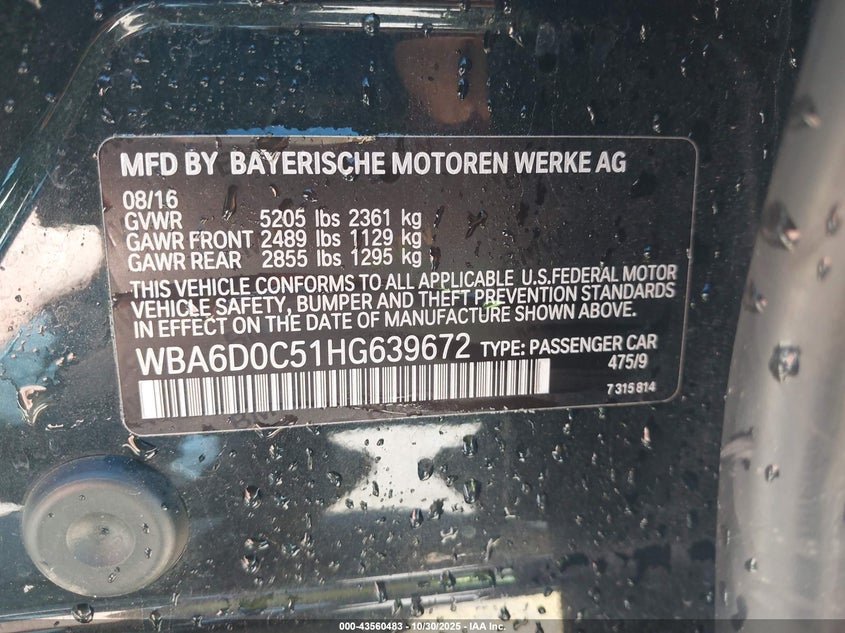 MFD BY BAYERISCHE MOTOREN WERKE AG
08/16
GVWR 5205 lbs 2361 kg
GAWR FRONT 2489 lbs 1129 kg
GAWR REAR 2855 lbs 1295 kg
THIS VEHICLE CONFORMS TO ALL APPLICABLE U.S.FEDERAL MOTOR
VEHICLE SAFETY, BUMPER AND THEFT PREVENTION STANDARDS
IN EFFECT ON THE DATE OF MANUFACTURE SHOWN ABOVE.
WBA6D0C51HG639672 TYPE: PASSENGER CAR
475/9
7 315 814
000-43560483 - 10/30/2025 - IAA Inc.